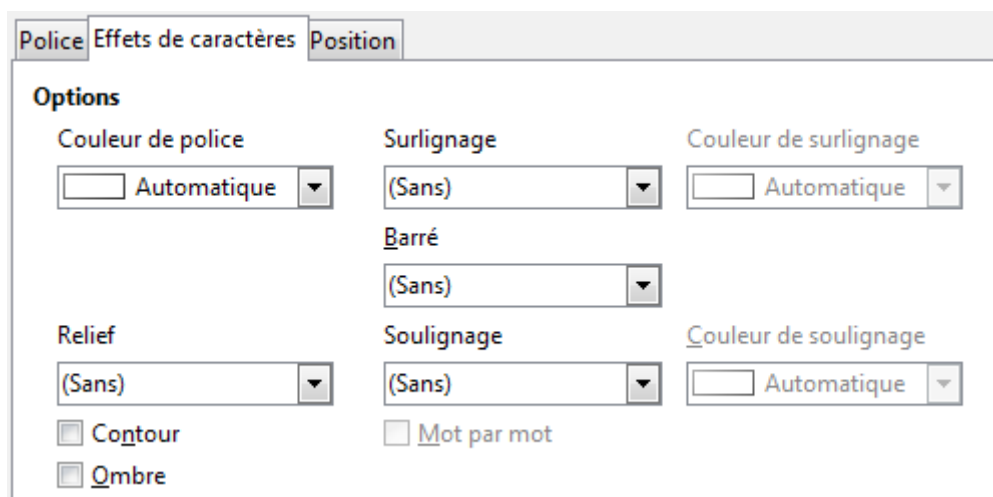 Police Effets de caractères Position
Options
Couleur de police Surlignage Couleur de surlignage
Automatique (Sans) Automatique
Barré
(Sans)
Relief Soulignage Couleur de soulignage
(Sans) (Sans) Automatique
Contour Mot par mot
Ombre